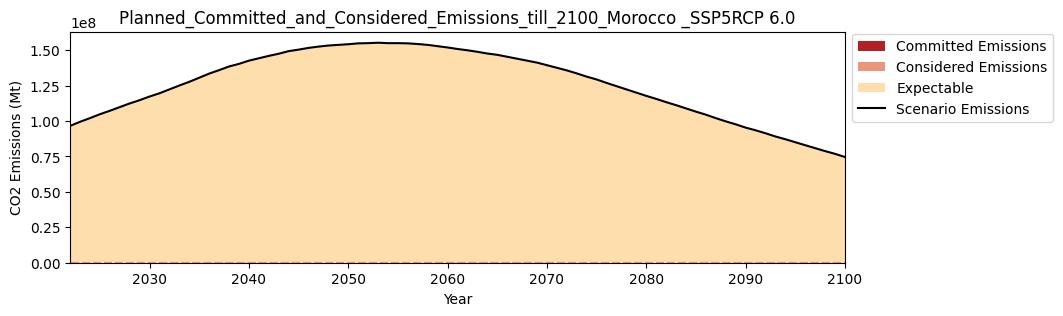 Planned_Committed_and_Considered_Emissions_till_2100_Morocco _SSP5RCP 6.0
1e8
1.50
1.25
1.00
0.75
0.50
0.25
0.00
CO2 Emissions (Mt)
2030 2040 2050 2060 2070 2080 2090 2100
Year
Committed Emissions
Considered Emissions
Expectable
Scenario Emissions